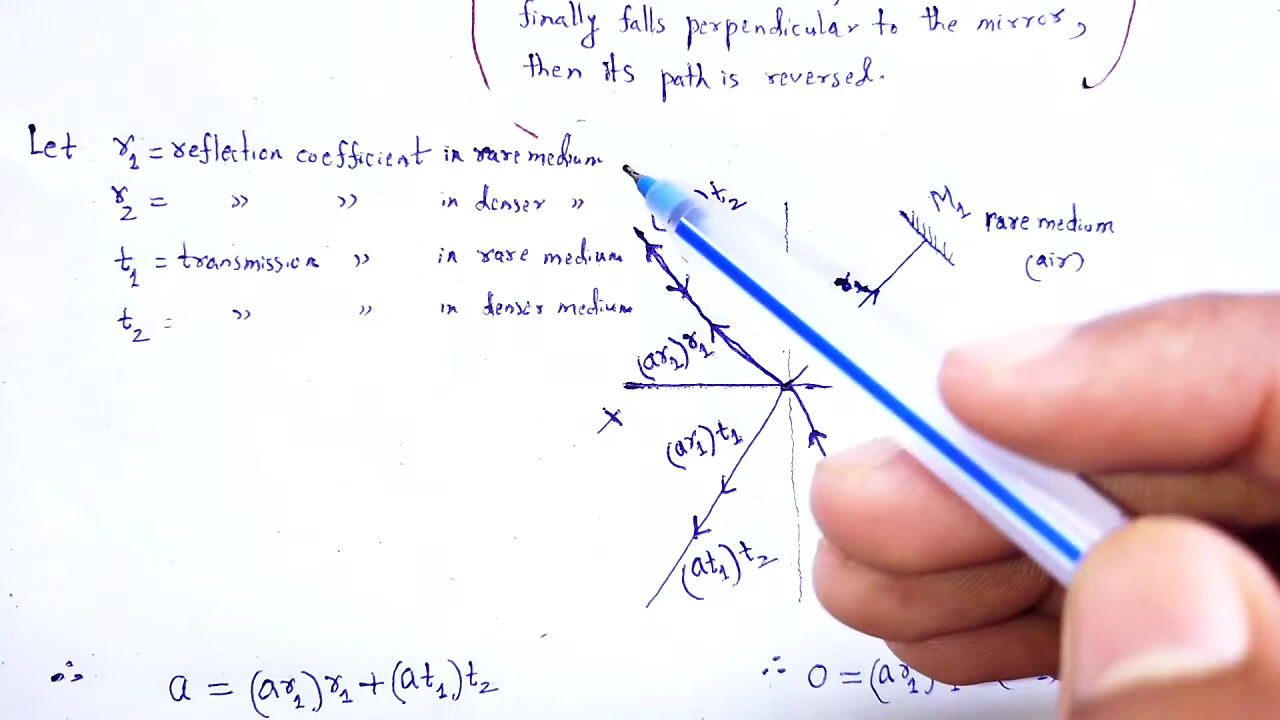 finally falls perpendicular to the mirror,
then its path is reversed.
Let r₁ = reflection coefficient in rare medium
r₂ = " " in denser "
t₁ = transmission " in rare medium
t₂ = " " in denser medium
t₂
M₁
rare medium
(air)
(ar₂)r₁
X
(ar₁)t₁
(at₁)t₂
∴ a = (ar₁)r₁ + (at₁)t₂
∴ 0 = (ar₁)